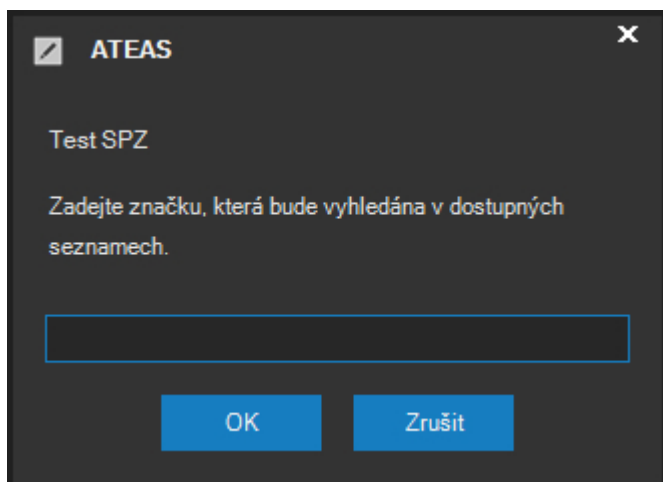 ATEAS
Test SPZ
Zadejte značku, která bude vyhledána v dostupných
seznamech.
OK Zrušit